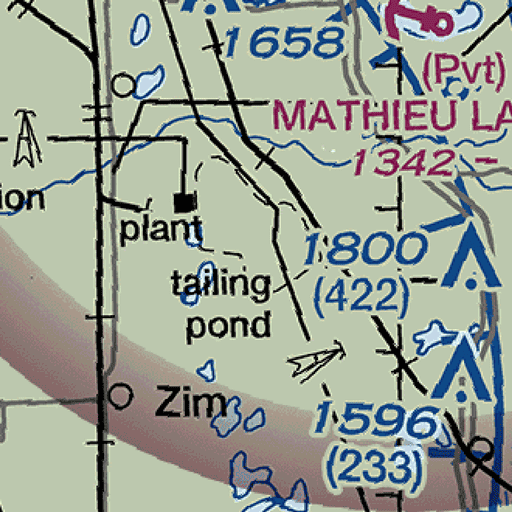 1658
(Pvt)
MATHIEU LA
1342 -
ion
plant
1800
(422)
tailing
pond
Zim
1596
(233)